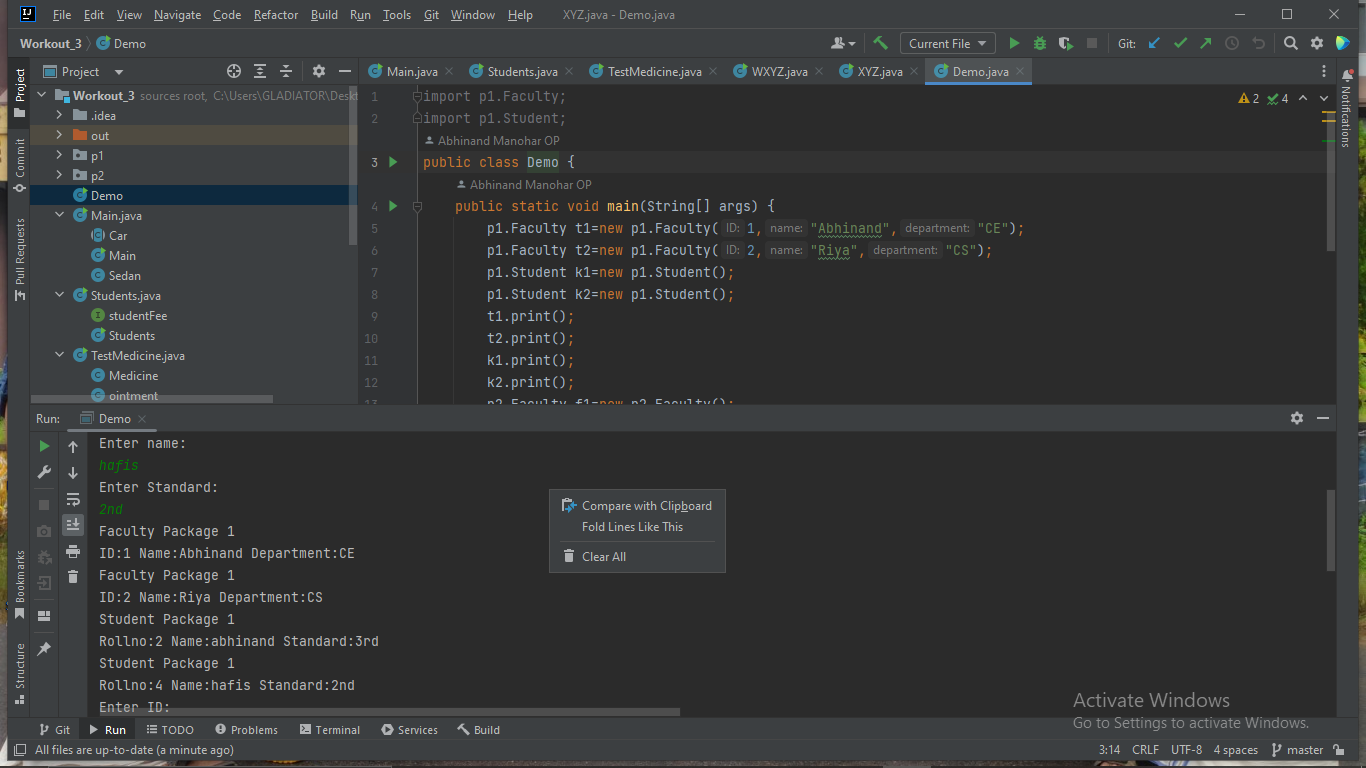 File Edit View Navigate Code Refactor Build Run Tools Git Window Help XYZ.java - Demo.java
Workout_3 Demo Current File Git:
Project Main.java Students.java TestMedicine.java WXYZ.java XYZ.java Demo.java
Project
Commit
Pull Request
Bookmarks
Structure
Notifications
Workout_3 sources root, C:\Users\GLADIATOR\Deskt
.idea
out
p1
p2
Demo
Main.java
Car
Main
Sedan
Students.java
studentFee
Students
TestMedicine.java
Medicine
ointment
2 4
1 import p1.Faculty;
2 import p1.Student;
Abhinand Manohar OP
3 public class Demo {
Abhinand Manohar OP
4 public static void main(String[] args) {
5 p1.Faculty t1=new p1.Faculty( ID: 1, name: "Abhinand", department: "CE");
6 p1.Faculty t2=new p1.Faculty( ID: 2, name: "Riya", department: "CS");
7 p1.Student k1=new p1.Student();
8 p1.Student k2=new p1.Student();
9 t1.print();
10 t2.print();
11 k1.print();
12 k2.print();
13 p2.Faculty f1=new p2.Faculty();
Run: Demo
Enter name:
hafis
Enter Standard:
2nd
Faculty Package 1
ID:1 Name:Abhinand Department:CE
Faculty Package 1
ID:2 Name:Riya Department:CS
Student Package 1
Rollno:2 Name:abhinand Standard:3rd
Student Package 1
Rollno:4 Name:hafis Standard:2nd
Enter ID:
Compare with Clipboard
Fold Lines Like This
Clear All
Activate Windows
Go to Settings to activate Windows.
Git Run TODO Problems Terminal Services Build
All files are up-to-date (a minute ago) 3:14 CRLF UTF-8 4 spaces master